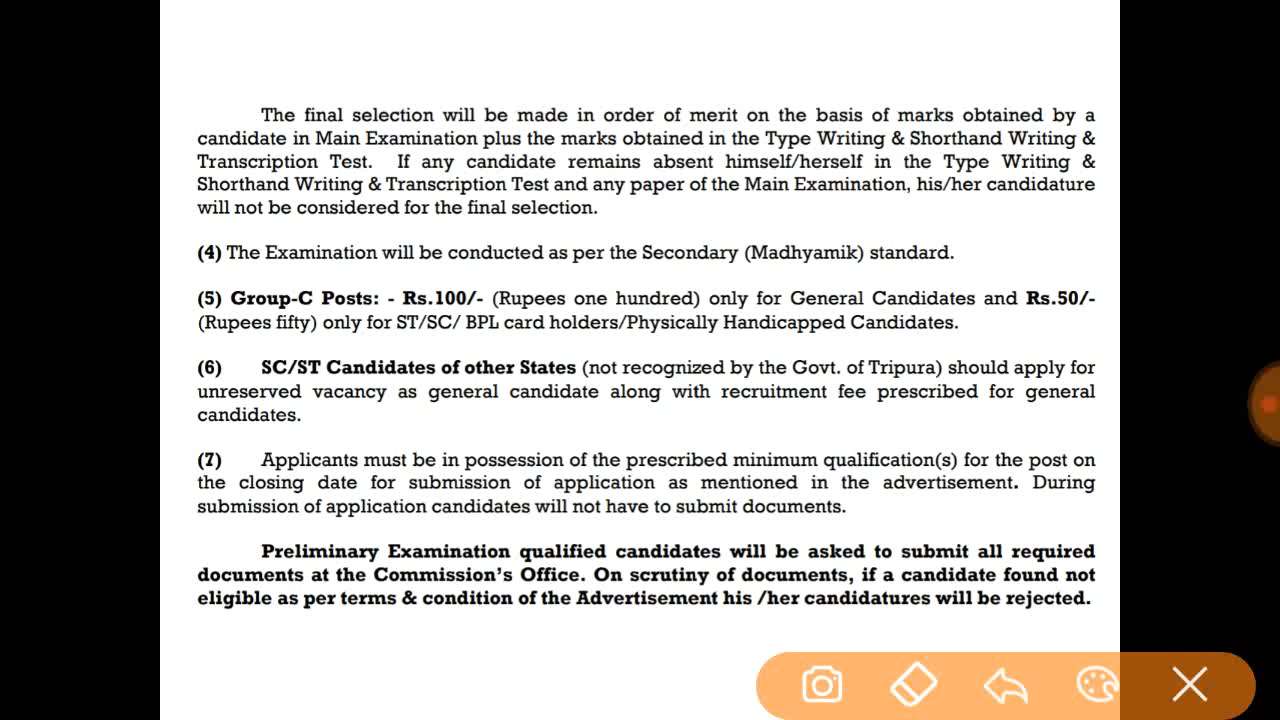 The final selection will be made in order of merit on the basis of marks obtained by a
candidate in Main Examination plus the marks obtained in the Type Writing & Shorthand Writing &
Transcription Test. If any candidate remains absent himself/herself in the Type Writing &
Shorthand Writing & Transcription Test and any paper of the Main Examination, his/her candidature
will not be considered for the final selection.
(4) The Examination will be conducted as per the Secondary (Madhyamik) standard.
(5) Group-C Posts: - Rs.100/- (Rupees one hundred) only for General Candidates and Rs.50/-
(Rupees fifty) only for ST/SC/ BPL card holders/Physically Handicapped Candidates.
(6) SC/ST Candidates of other States (not recognized by the Govt. of Tripura) should apply for
unreserved vacancy as general candidate along with recruitment fee prescribed for general
candidates.
(7) Applicants must be in possession of the prescribed minimum qualification(s) for the post on
the closing date for submission of application as mentioned in the advertisement. During
submission of application candidates will not have to submit documents.
Preliminary Examination qualified candidates will be asked to submit all required
documents at the Commission's Office. On scrutiny of documents, if a candidate found not
eligible as per terms & condition of the Advertisement his /her candidatures will be rejected.